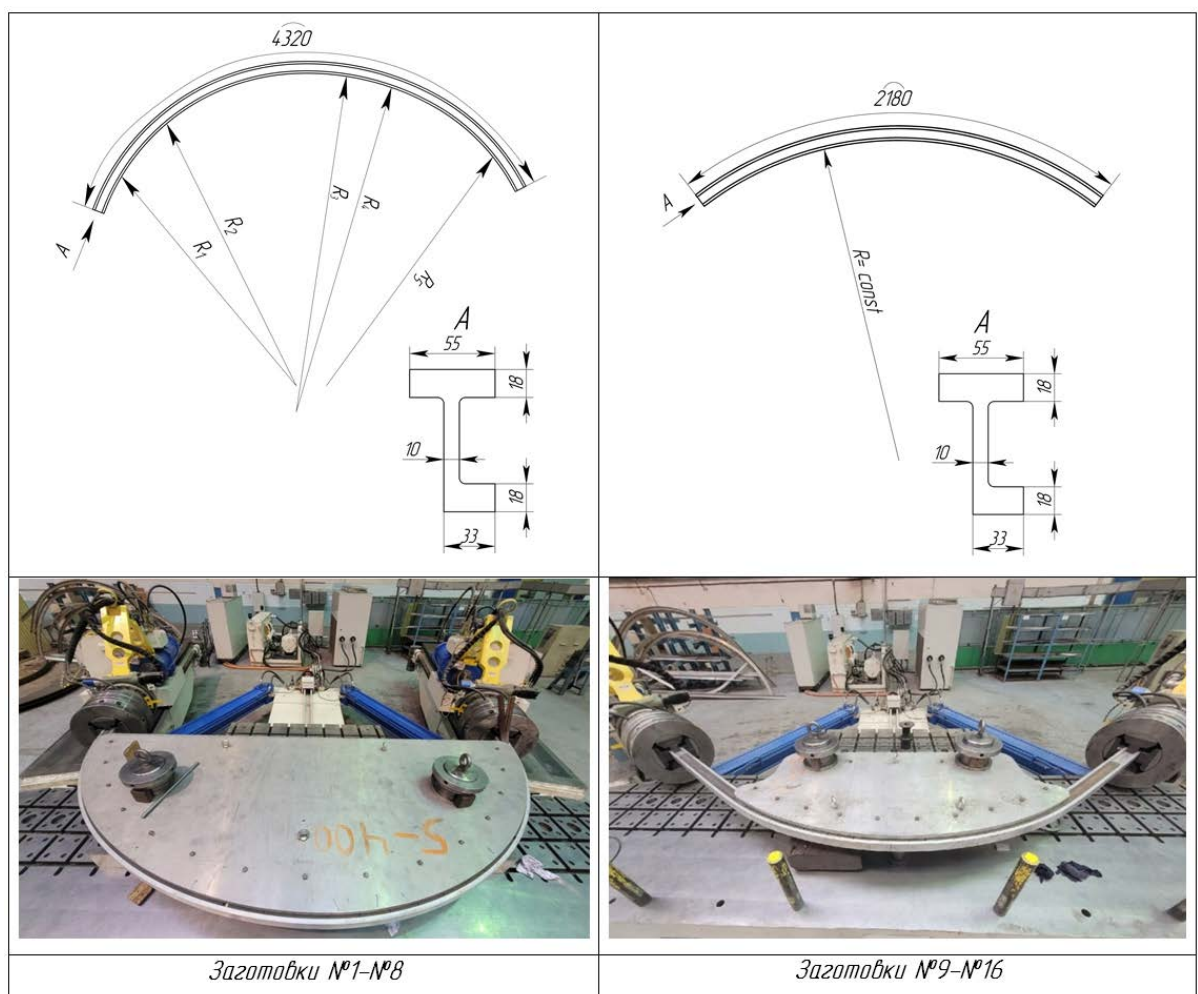 4320
R₁
R₂
R₃
R₄
R₅
A
A
55
18
10
18
33
2180
R= const
A
A
55
18
10
18
33
S-400
Заготовки №1–№8
Заготовки №9–№16